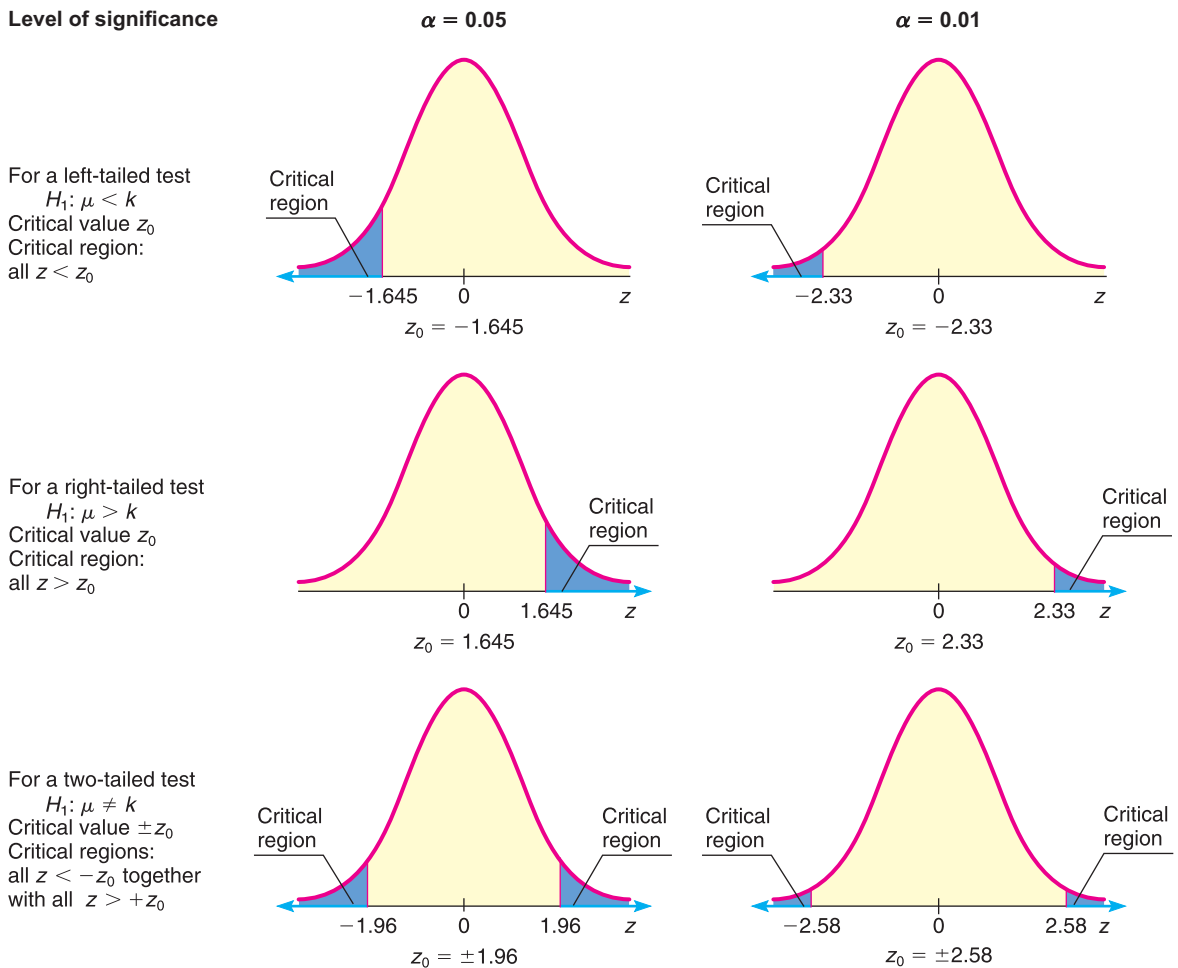 Level of significance
α = 0.05
α = 0.01
For a left-tailed test
H₁: μ < k
Critical value z₀
Critical region:
all z < z₀
Critical
region
−1.645
0
z
z₀ = −1.645
Critical
region
−2.33
0
z
z₀ = −2.33
For a right-tailed test
H₁: μ > k
Critical value z₀
Critical region:
all z > z₀
Critical
region
0
1.645
z
z₀ = 1.645
Critical
region
0
2.33
z
z₀ = 2.33
For a two-tailed test
H₁: μ ≠ k
Critical value ±z₀
Critical regions:
all z < −z₀ together
with all z > +z₀
Critical
region
Critical
region
−1.96
0
1.96
z
z₀ = ±1.96
Critical
region
Critical
region
−2.58
0
2.58
z
z₀ = ±2.58